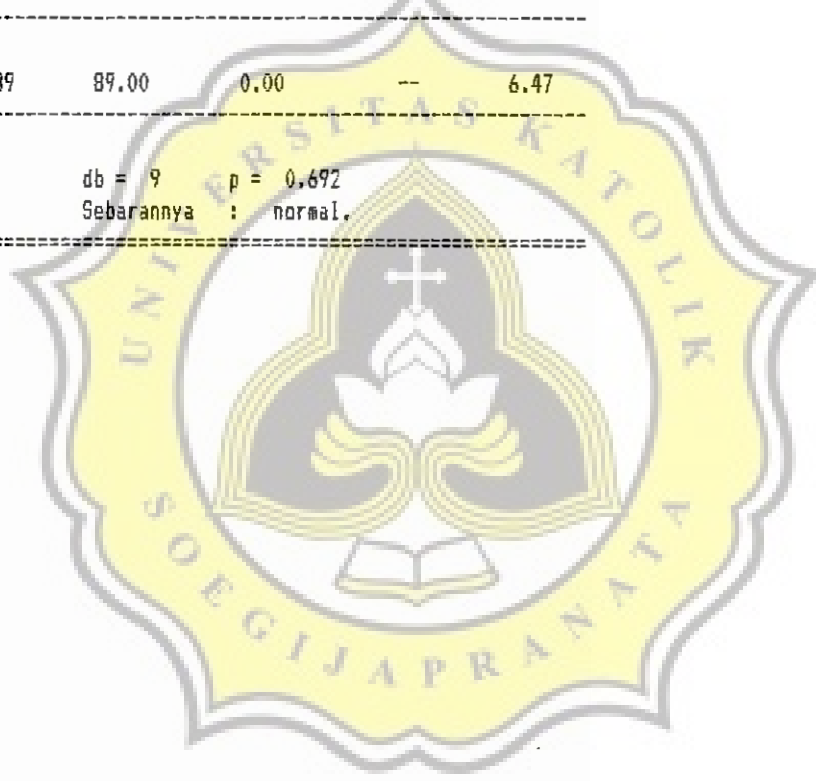 89.00 0.00 -- 6.47
db = 9 p = 0.692
Sebarannya : normal.
UNIVERSITAS KATOLIK
SOEGIJAPRANATA